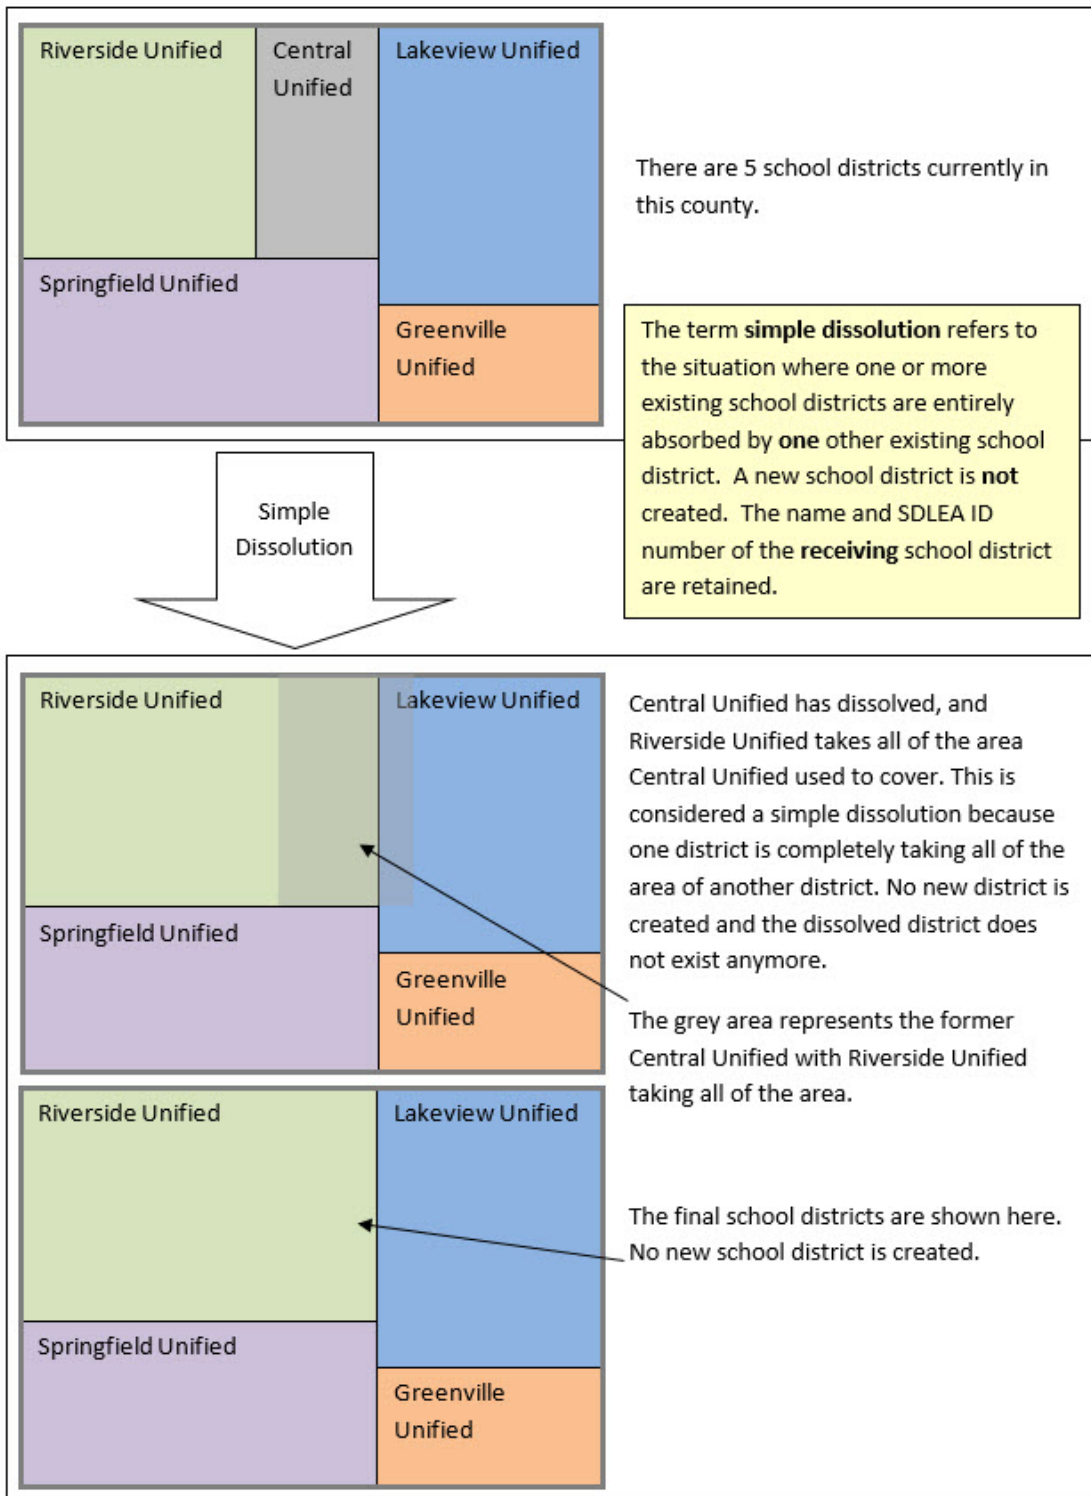 Riverside Unified
Central
Unified
Lakeview Unified
Springfield Unified
Greenville
Unified
There are 5 school districts currently in
this county.
The term simple dissolution refers to
the situation where one or more
existing school districts are entirely
absorbed by one other existing school
district.  A new school district is not
created.  The name and SDLEA ID
number of the receiving school district
are retained.
Simple
Dissolution
Riverside Unified
Lakeview Unified
Springfield Unified
Greenville
Unified
Central Unified has dissolved, and
Riverside Unified takes all of the area
Central Unified used to cover. This is
considered a simple dissolution because
one district is completely taking all of the
area of another district. No new district is
created and the dissolved district does
not exist anymore.
The grey area represents the former
Central Unified with Riverside Unified
taking all of the area.
Riverside Unified
Lakeview Unified
Springfield Unified
Greenville
Unified
The final school districts are shown here.
No new school district is created.